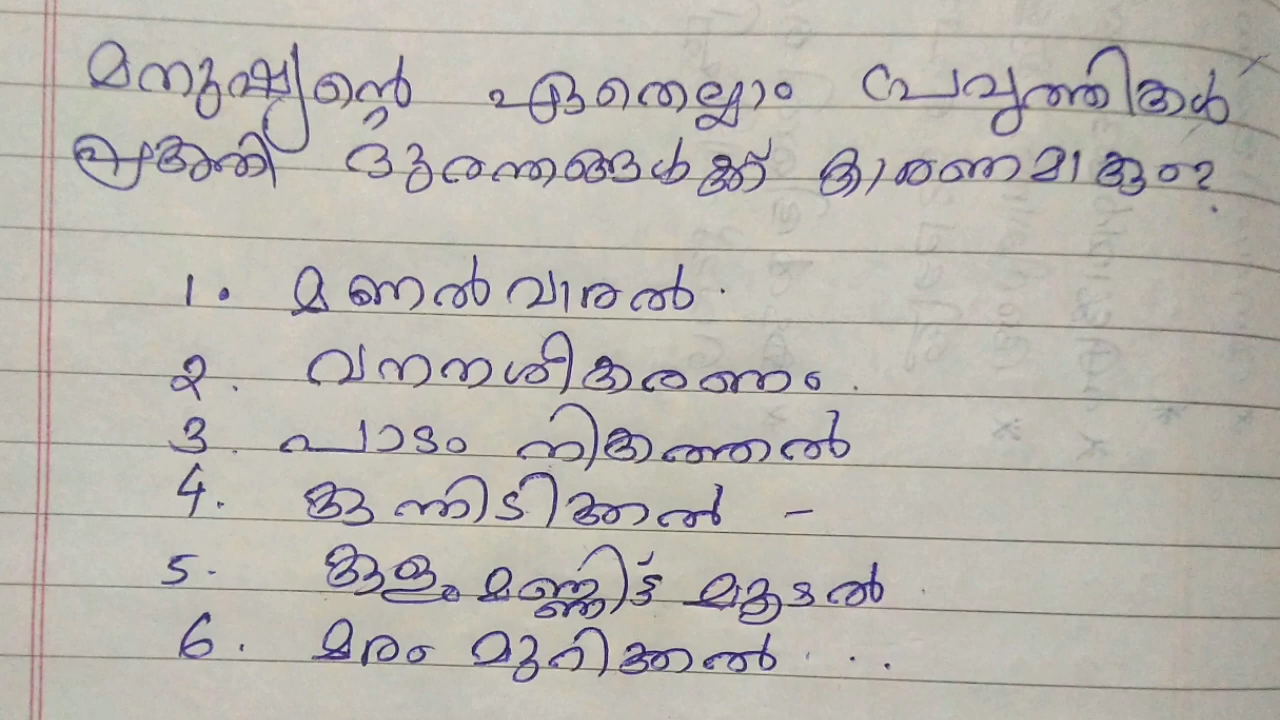 മനുഷ്യന്റെ ഏതെല്ലാം പ്രവൃത്തികൾ
പ്രകൃതി ദുരന്തങ്ങൾക്ക് കാരണമാകും?
1. മണൽവാരൽ.
2. വനനശീകരണം.
3. പാടം നികത്തൽ
4. കുന്നിടിക്കൽ –
5. കുളം മണ്ണിട്ട് മൂടൽ.
6. മരം മുറിക്കൽ ...